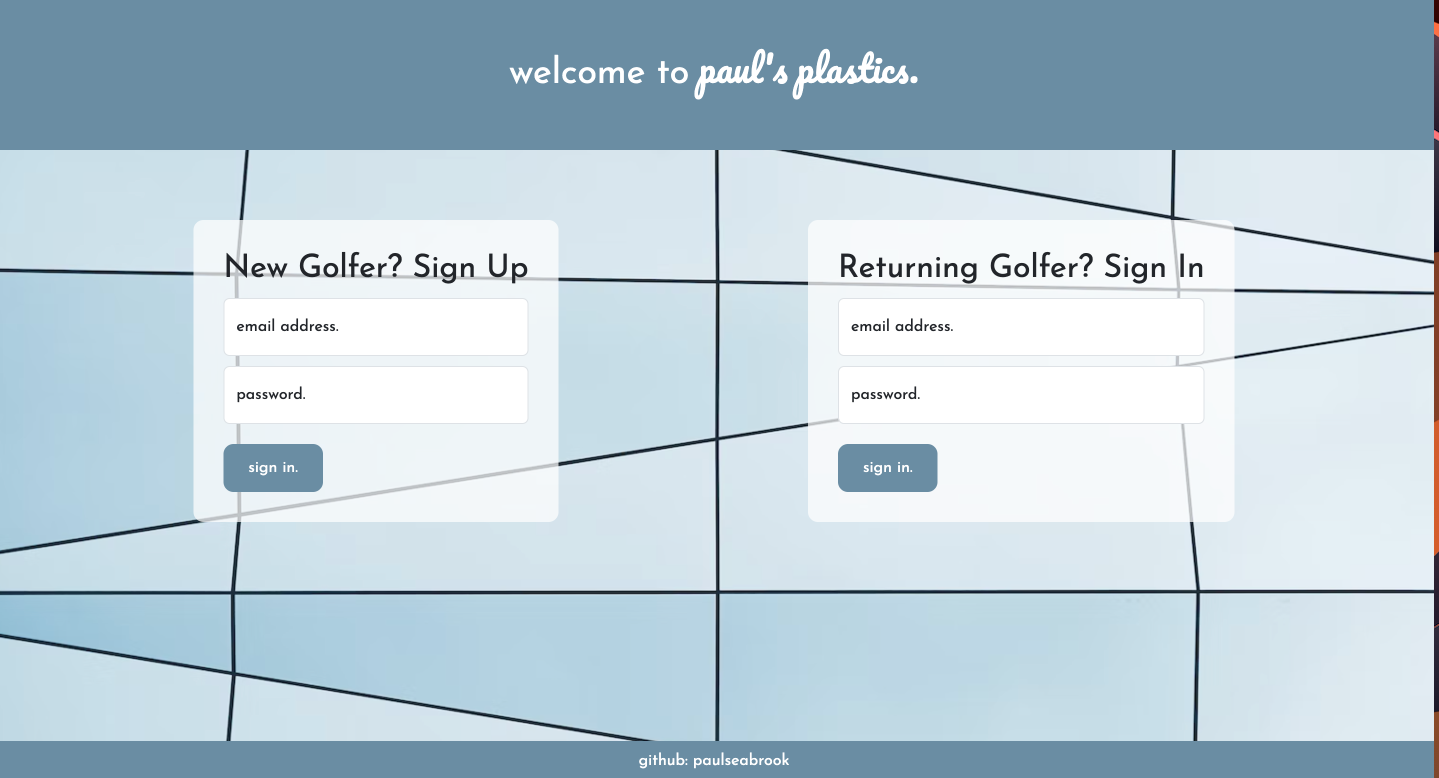 welcome to paul's plastics.
New Golfer? Sign Up
email address.
password.
sign in.
Returning Golfer? Sign In
email address.
password.
sign in.
github: paulseabrook